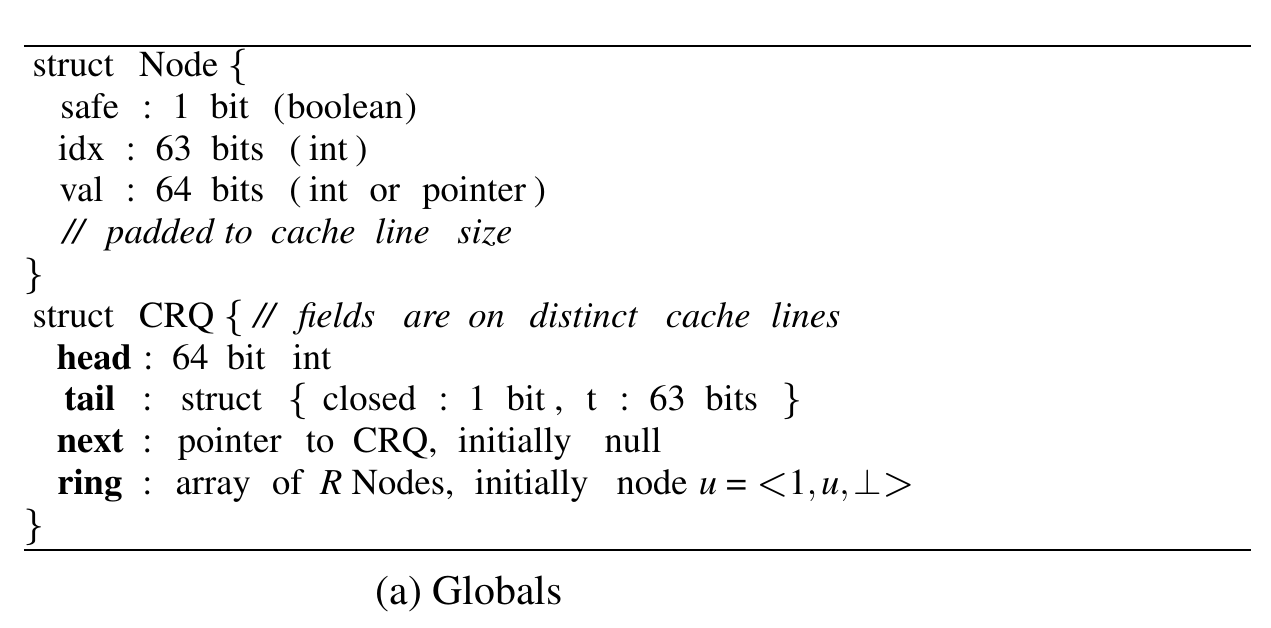 struct Node {
safe : 1 bit (boolean)
idx : 63 bits (int)
val : 64 bits (int or pointer)
// padded to cache line size
}
struct CRQ { // fields are on distinct cache lines
head : 64 bit int
tail : struct { closed : 1 bit, t : 63 bits }
next : pointer to CRQ, initially null
ring : array of R Nodes, initially node u = <1,u,⊥>
}
(a) Globals